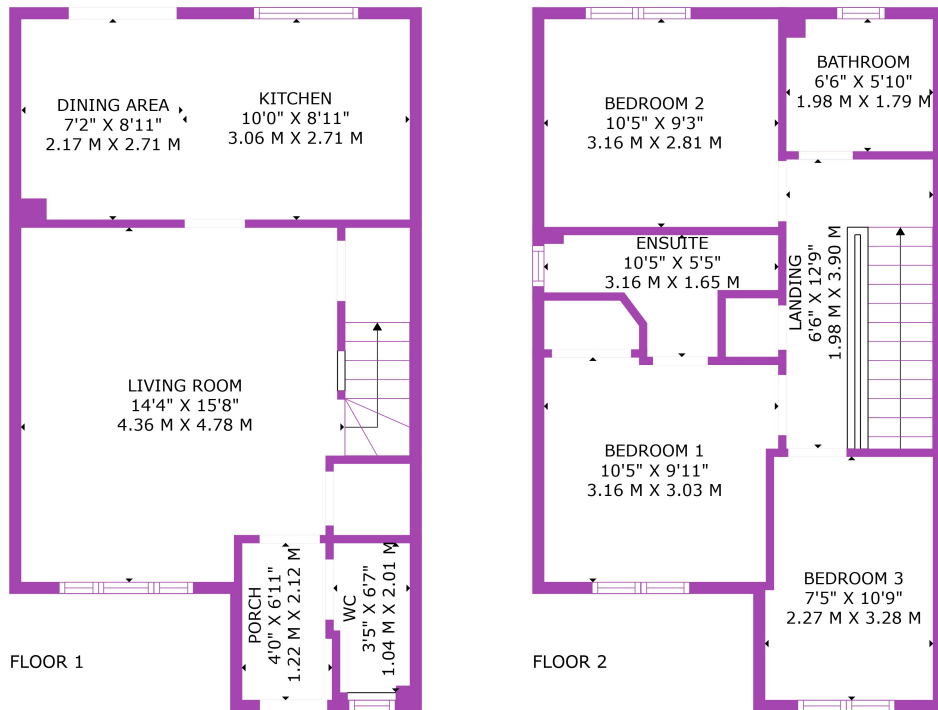 DINING AREA
7'2" X 8'11"
2.17 M X 2.71 M
KITCHEN
10'0" X 8'11"
3.06 M X 2.71 M
LIVING ROOM
14'4" X 15'8"
4.36 M X 4.78 M
PORCH
4'0" X 6'11"
1.22 M X 2.12 M
WC
3'5" X 6'7"
1.04 M X 2.01 M
FLOOR 1
BEDROOM 2
10'5" X 9'3"
3.16 M X 2.81 M
BATHROOM
6'6" X 5'10"
1.98 M X 1.79 M
ENSUITE
10'5" X 5'5"
3.16 M X 1.65 M
LANDING
6'6" X 12'9"
1.98 M X 3.90 M
BEDROOM 1
10'5" X 9'11"
3.16 M X 3.03 M
BEDROOM 3
7'5" X 10'9"
2.27 M X 3.28 M
FLOOR 2